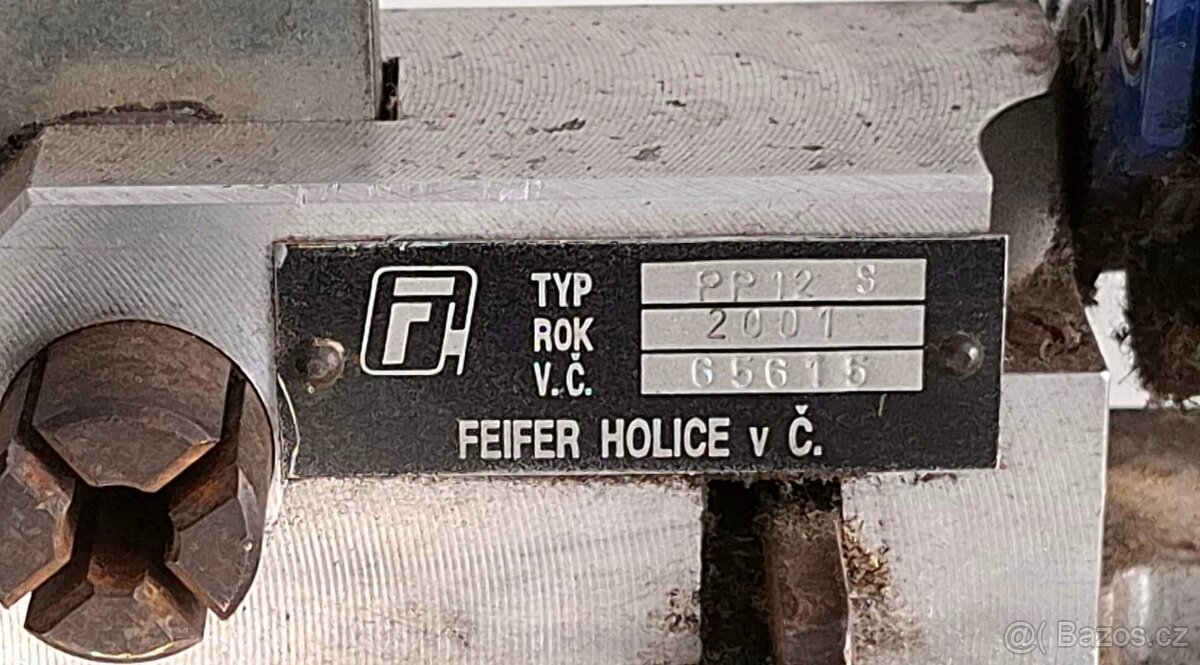 TYP PP12 S
ROK 2001
V.Č. 65615
FEIFER HOLICE v Č.
@( Bazos.cz